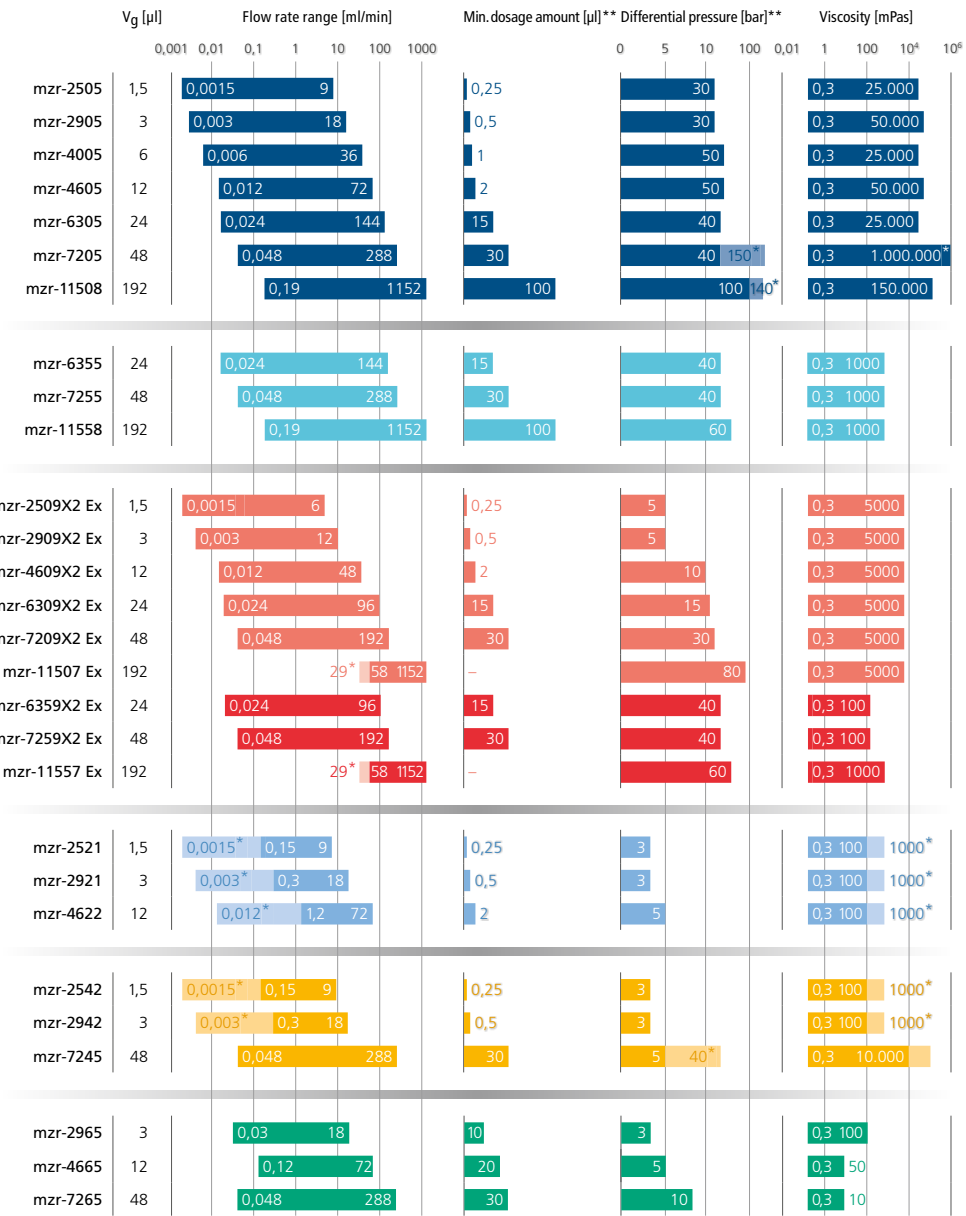 Vg [µl] Flow rate range [ml/min] Min. dosage amount [µl]** Differential pressure [bar]** Viscosity [mPas]
0,001 0,01 0,1 1 10 100 1000 0 5 10 100 0,01 1 100 10⁴ 10⁶
mzr-2505 1,5 0,0015 9 0,25 30 0,3 25.000
mzr-2905 3 0,003 18 0,5 30 0,3 50.000
mzr-4005 6 0,006 36 1 50 0,3 25.000
mzr-4605 12 0,012 72 2 50 0,3 50.000
mzr-6305 24 0,024 144 15 40 0,3 25.000
mzr-7205 48 0,048 288 30 40 150* 0,3 1.000.000*
mzr-11508 192 0,19 1152 100 100 140* 0,3 150.000
mzr-6355 24 0,024 144 15 40 0,3 1000
mzr-7255 48 0,048 288 30 40 0,3 1000
mzr-11558 192 0,19 1152 100 60 0,3 1000
mzr-2509X2 Ex 1,5 0,0015 6 0,25 5 0,3 5000
mzr-2909X2 Ex 3 0,003 12 0,5 5 0,3 5000
mzr-4609X2 Ex 12 0,012 48 2 10 0,3 5000
mzr-6309X2 Ex 24 0,024 96 15 15 0,3 5000
mzr-7209X2 Ex 48 0,048 192 30 30 0,3 5000
mzr-11507 Ex 192 29* 58 1152 – 80 0,3 5000
mzr-6359X2 Ex 24 0,024 96 15 40 0,3 100
mzr-7259X2 Ex 48 0,048 192 30 40 0,3 100
mzr-11557 Ex 192 29* 58 1152 – 60 0,3 1000
mzr-2521 1,5 0,0015* 0,15 9 0,25 3 0,3 100 1000*
mzr-2921 3 0,003* 0,3 18 0,5 3 0,3 100 1000*
mzr-4622 12 0,012* 1,2 72 2 5 0,3 100 1000*
mzr-2542 1,5 0,0015* 0,15 9 0,25 3 0,3 100 1000*
mzr-2942 3 0,003* 0,3 18 0,5 3 0,3 100 1000*
mzr-7245 48 0,048 288 30 5 40* 0,3 10.000
mzr-2965 3 0,03 18 10 3 0,3 100
mzr-4665 12 0,12 72 20 5 0,3 50
mzr-7265 48 0,048 288 30 10 0,3 10